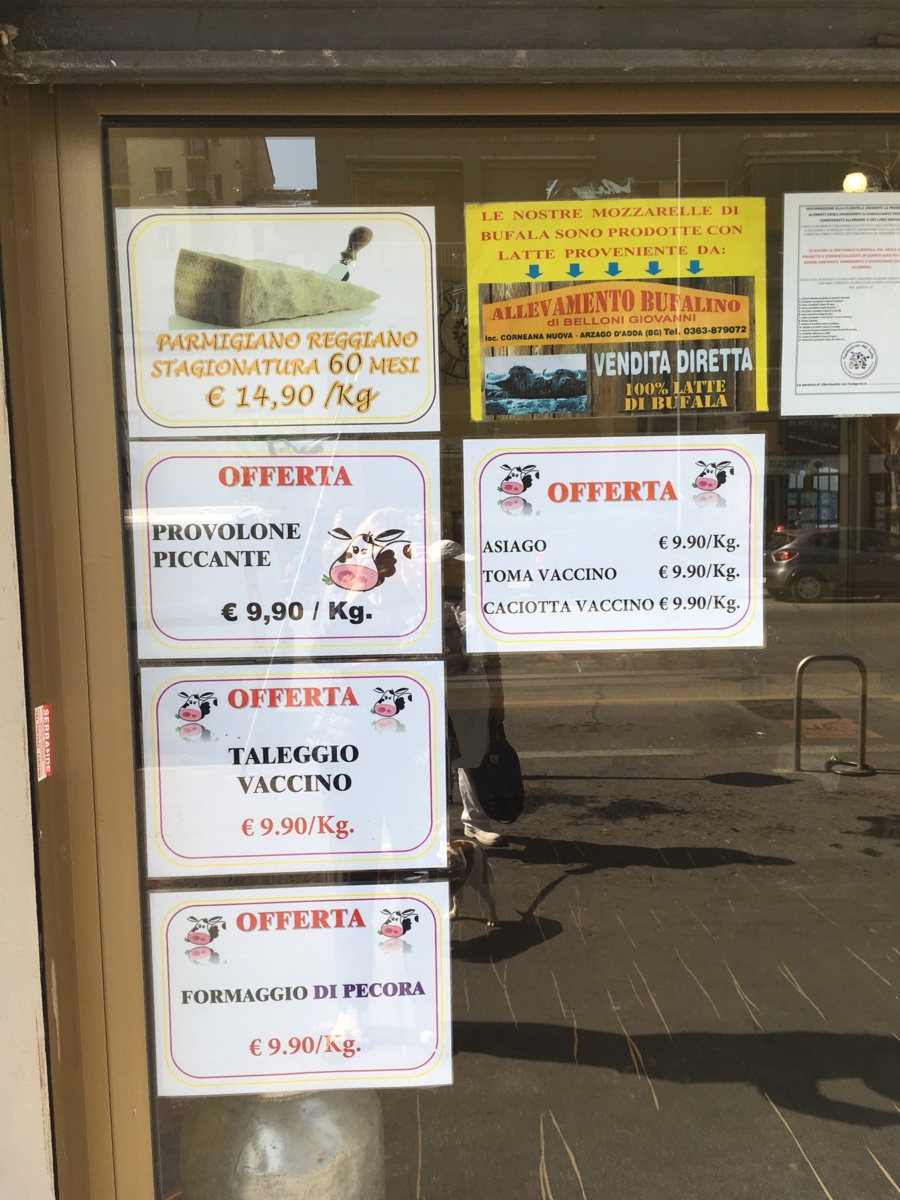 PARMIGIANO REGGIANO
STAGIONATURA 60 MESI
€ 14,90 /Kg
LE NOSTRE MOZZARELLE DI
BUFALA SONO PRODOTTE CON
LATTE PROVENIENTE DA:
ALLEVAMENTO BUFALINO
di BELLONI GIOVANNI
loc. CORNEANA NUOVA - ARZAGO D'ADDA (BG) Tel. 0363-879072
VENDITA DIRETTA
100% LATTE
DI BUFALA
OFFERTA
PROVOLONE
PICCANTE
€ 9,90 / Kg.
OFFERTA
ASIAGO € 9.90/Kg.
TOMA VACCINO € 9.90/Kg.
CACIOTTA VACCINO € 9.90/Kg.
OFFERTA
TALEGGIO
VACCINO
€ 9.90/Kg.
OFFERTA
FORMAGGIO DI PECORA
€ 9.90/Kg.
SERRANDE